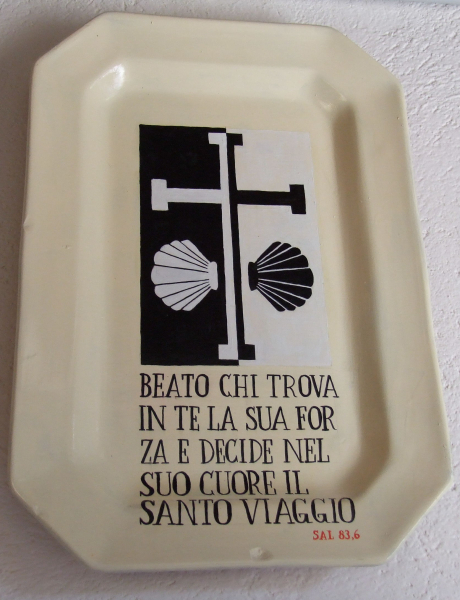 BEATO CHI TROVA
IN TE LA SUA FOR
ZA E DECIDE NEL
SUO CUORE IL
SANTO VIAGGIO
SAL 83,6